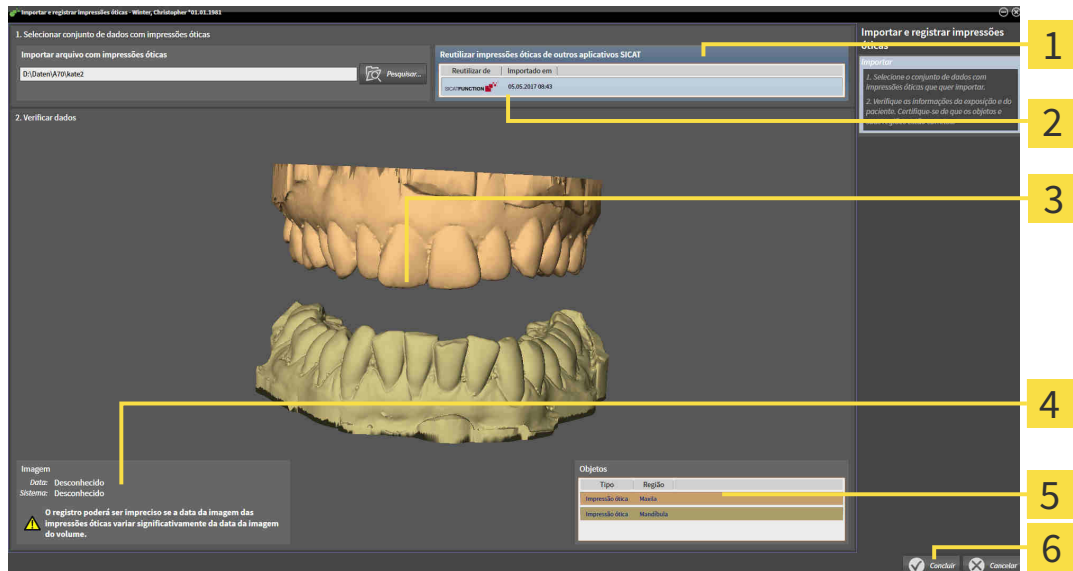 Importar e registrar impressões óticas - Winter, Christopher *01.01.1981
1. Selecionar conjunto de dados com impressões óticas
Importar arquivo com impressões óticas
D:\Daten\A70\kate2
Pesquisar...
Reutilizar impressões óticas de outros aplicativos SICAT
Reutilizar de Importado em
SICATFUNCTION 05.05.2017 08:43
2. Verificar dados
Imagem
Data: Desconhecido
Sistema: Desconhecido
O registro poderá ser impreciso se a data da imagem das
impressões óticas variar significativamente da data da imagem
do volume.
Objetos
Tipo Região
Impressão ótica Maxila
Impressão ótica Mandíbula
Importar e registrar impressões
óticas
Importar
1. Selecione o conjunto de dados com
impressões óticas que quer importar.
2. Verifique as informações da exposição e do
paciente. Certifique-se de que os objetos e
Concluir
Cancelar
1
2
3
4
5
6